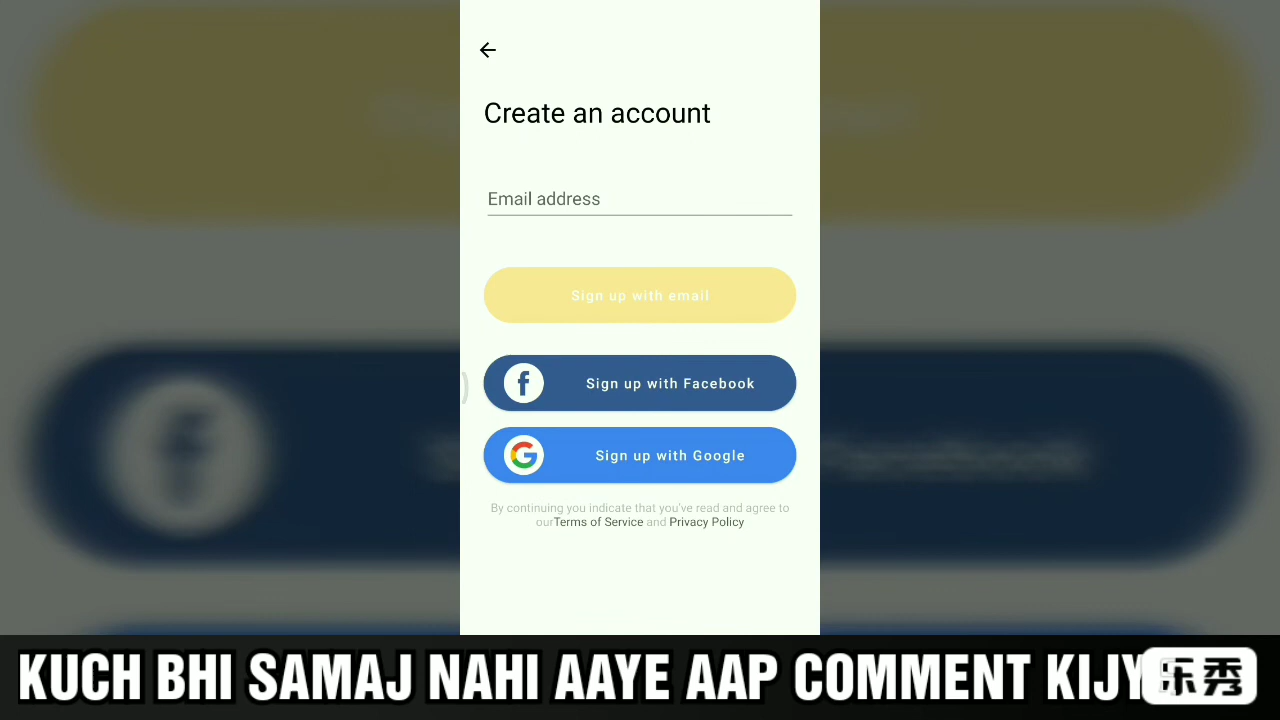 Create an account
Email address
Sign up with email
Sign up with Facebook
Sign up with Google
By continuing you indicate that you've read and agree to
ourTerms of Service and Privacy Policy
KUCH BHI SAMAJ NAHI AAYE AAP COMMENT KIJY
乐秀